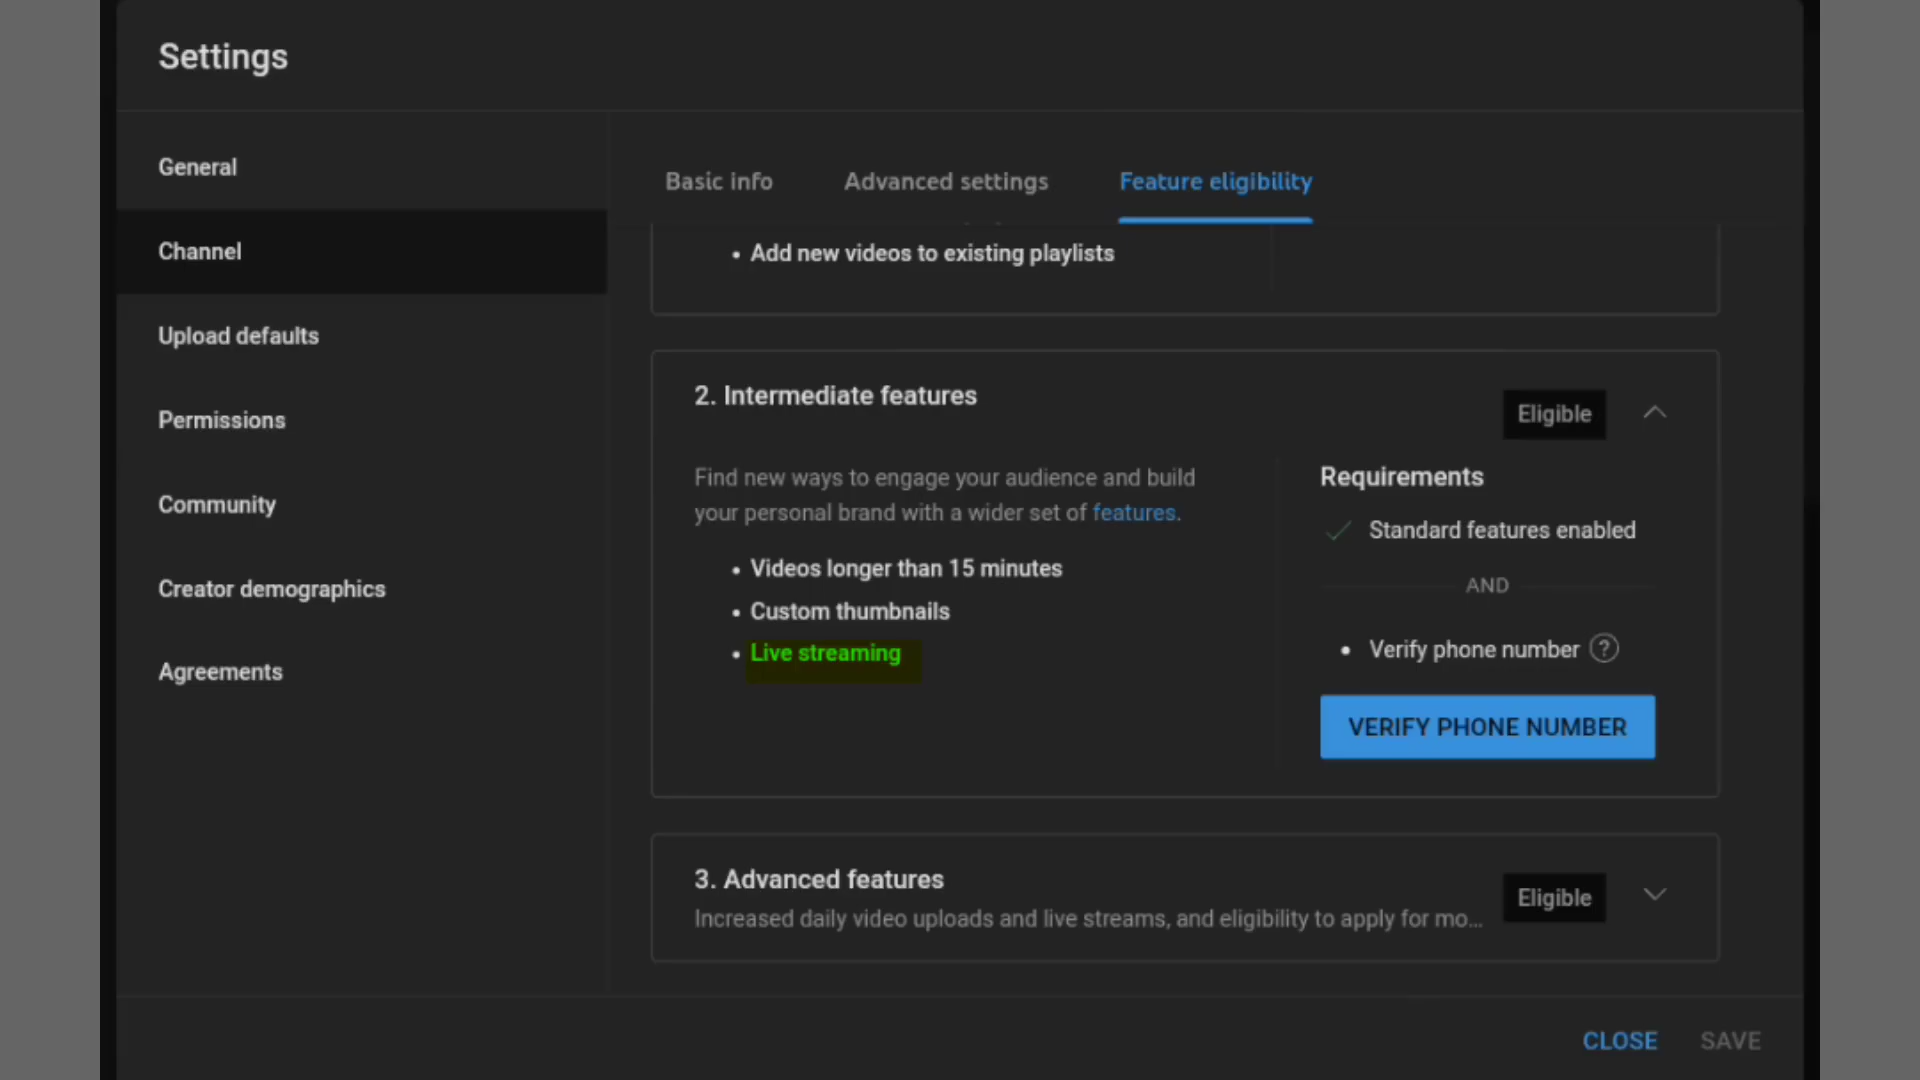 Settings
General
Channel
Upload defaults
Permissions
Community
Creator demographics
Agreements
Basic info
Advanced settings
Feature eligibility
• Add new videos to existing playlists
2. Intermediate features
Eligible
Find new ways to engage your audience and build
your personal brand with a wider set of features.
• Videos longer than 15 minutes
• Custom thumbnails
• Live streaming
Requirements
Standard features enabled
AND
• Verify phone number ?
VERIFY PHONE NUMBER
3. Advanced features
Increased daily video uploads and live streams, and eligibility to apply for mo...
Eligible
CLOSE
SAVE